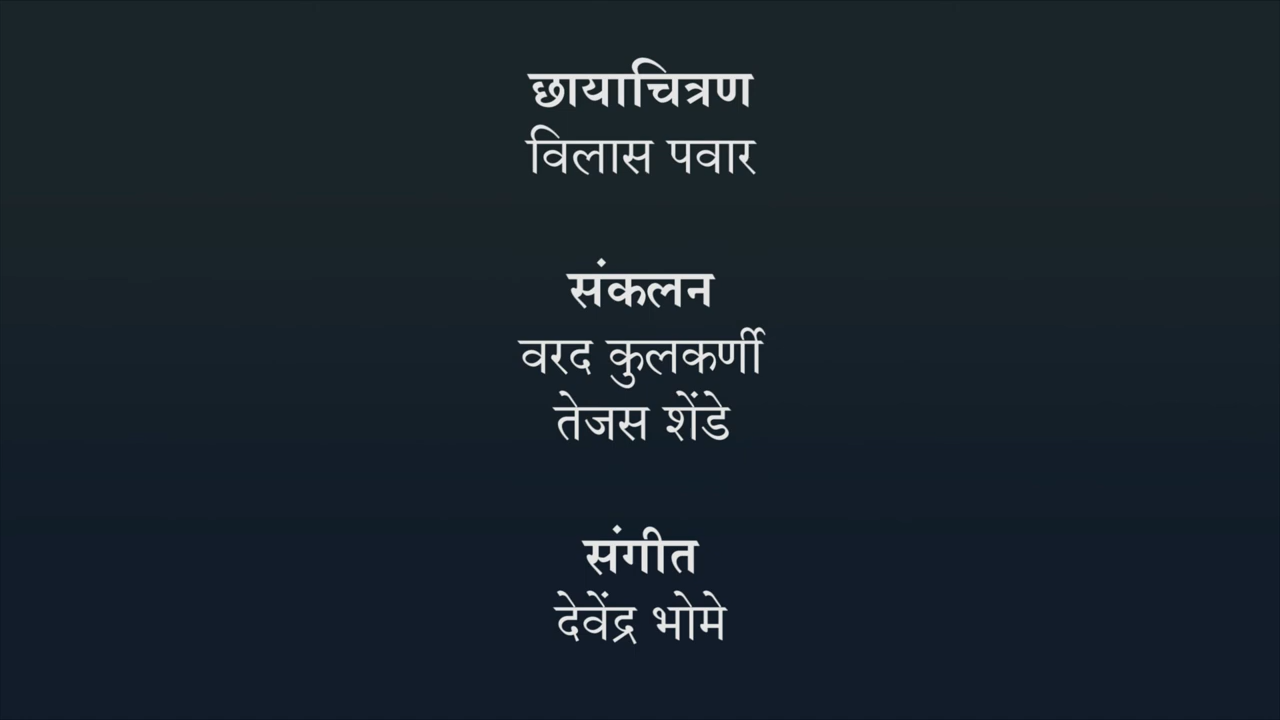 छायाचित्रण
विलास पवार
संकलन
वरद कुलकर्णी
तेजस शेंडे
संगीत
देवेंद्र भोमे